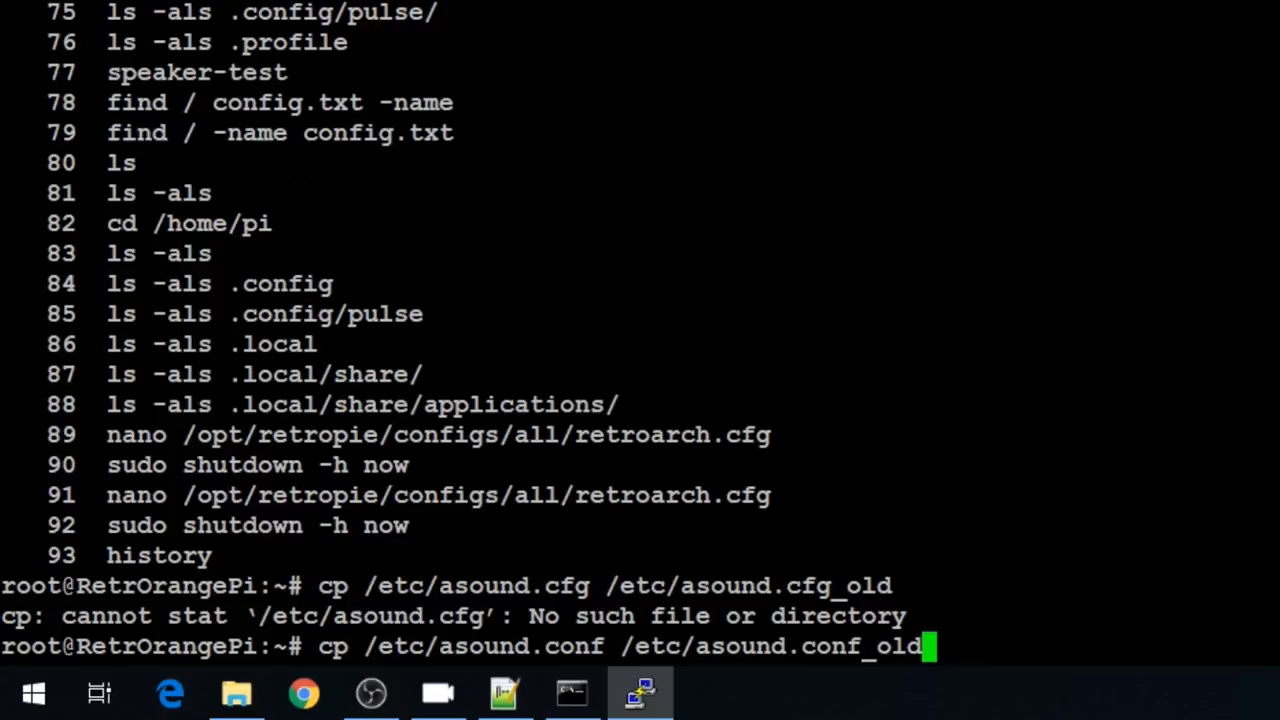 75 ls -als .config/pulse/
76 ls -als .profile
77 speaker-test
78 find / config.txt -name
79 find / -name config.txt
80 ls
81 ls -als
82 cd /home/pi
83 ls -als
84 ls -als .config
85 ls -als .config/pulse
86 ls -als .local
87 ls -als .local/share/
88 ls -als .local/share/applications/
89 nano /opt/retropie/configs/all/retroarch.cfg
90 sudo shutdown -h now
91 nano /opt/retropie/configs/all/retroarch.cfg
92 sudo shutdown -h now
93 history
root@RetrOrangePi:~# cp /etc/asound.cfg /etc/asound.cfg_old
cp: cannot stat ‘/etc/asound.cfg’: No such file or directory
root@RetrOrangePi:~# cp /etc/asound.conf /etc/asound.conf_old